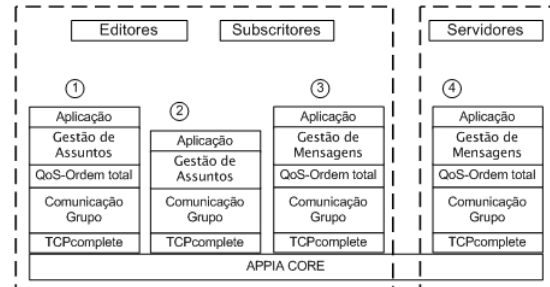 Editores
Subscritores
Servidores
1
Aplicação
Gestão de
Assuntos
QoS-Ordem total
Comunicação
Grupo
TCPcomplete
2
Aplicação
Gestão de
Assuntos
Comunicação
Grupo
TCPcomplete
3
Aplicação
Gestão de
Mensagens
QoS-Ordem total
Comunicação
Grupo
TCPcomplete
4
Aplicação
Gestão de
Mensagens
QoS-Ordem total
Comunicação
Grupo
TCPcomplete
APPIA CORE